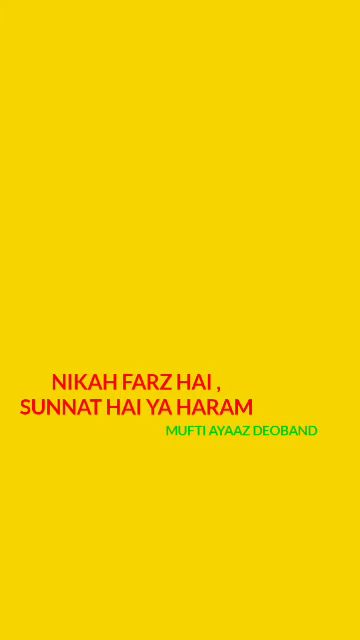 NIKAH FARZ HAI ,
SUNNAT HAI YA HARAM
MUFTI AYAAZ DEOBAND